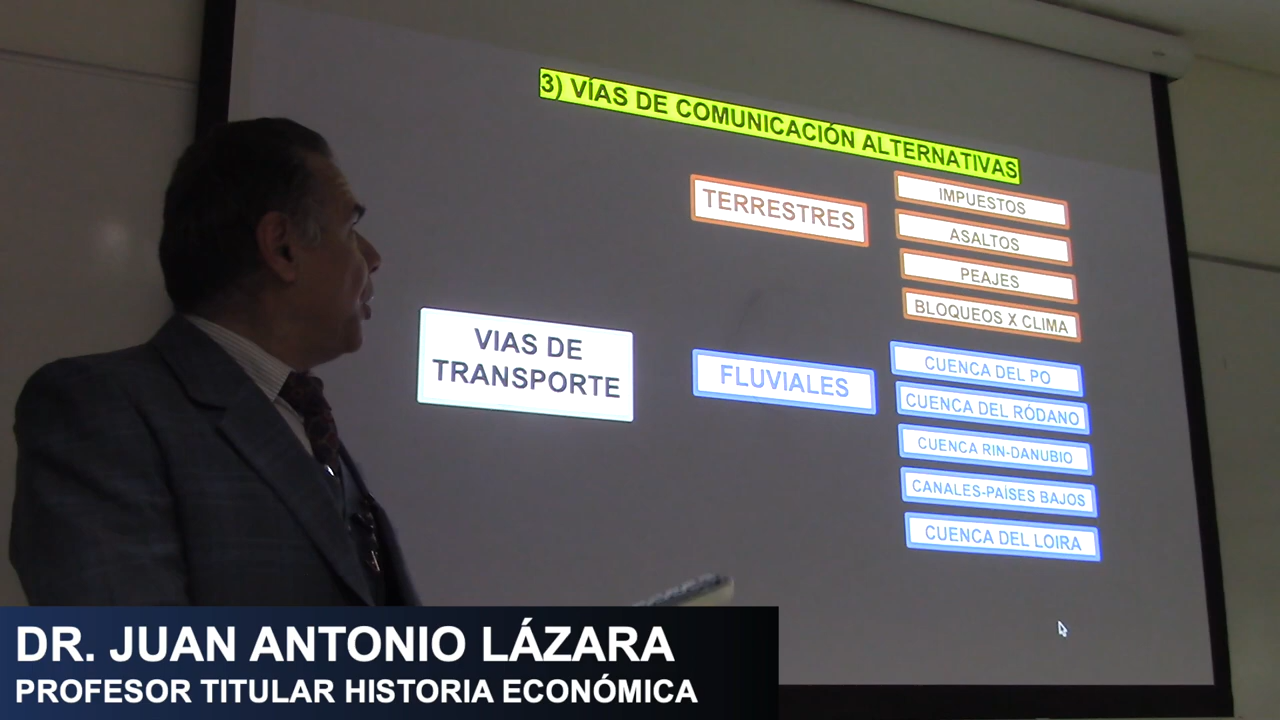 3) VÍAS DE COMUNICACIÓN ALTERNATIVAS
TERRESTRES
IMPUESTOS
ASALTOS
PEAJES
BLOQUEOS X CLIMA
VIAS DE
TRANSPORTE
FLUVIALES
CUENCA DEL PO
CUENCA DEL RÓDANO
CUENCA RIN-DANUBIO
CANALES-PAÍSES BAJOS
CUENCA DEL LOIRA
DR. JUAN ANTONIO LÁZARA
PROFESOR TITULAR HISTORIA ECONÓMICA